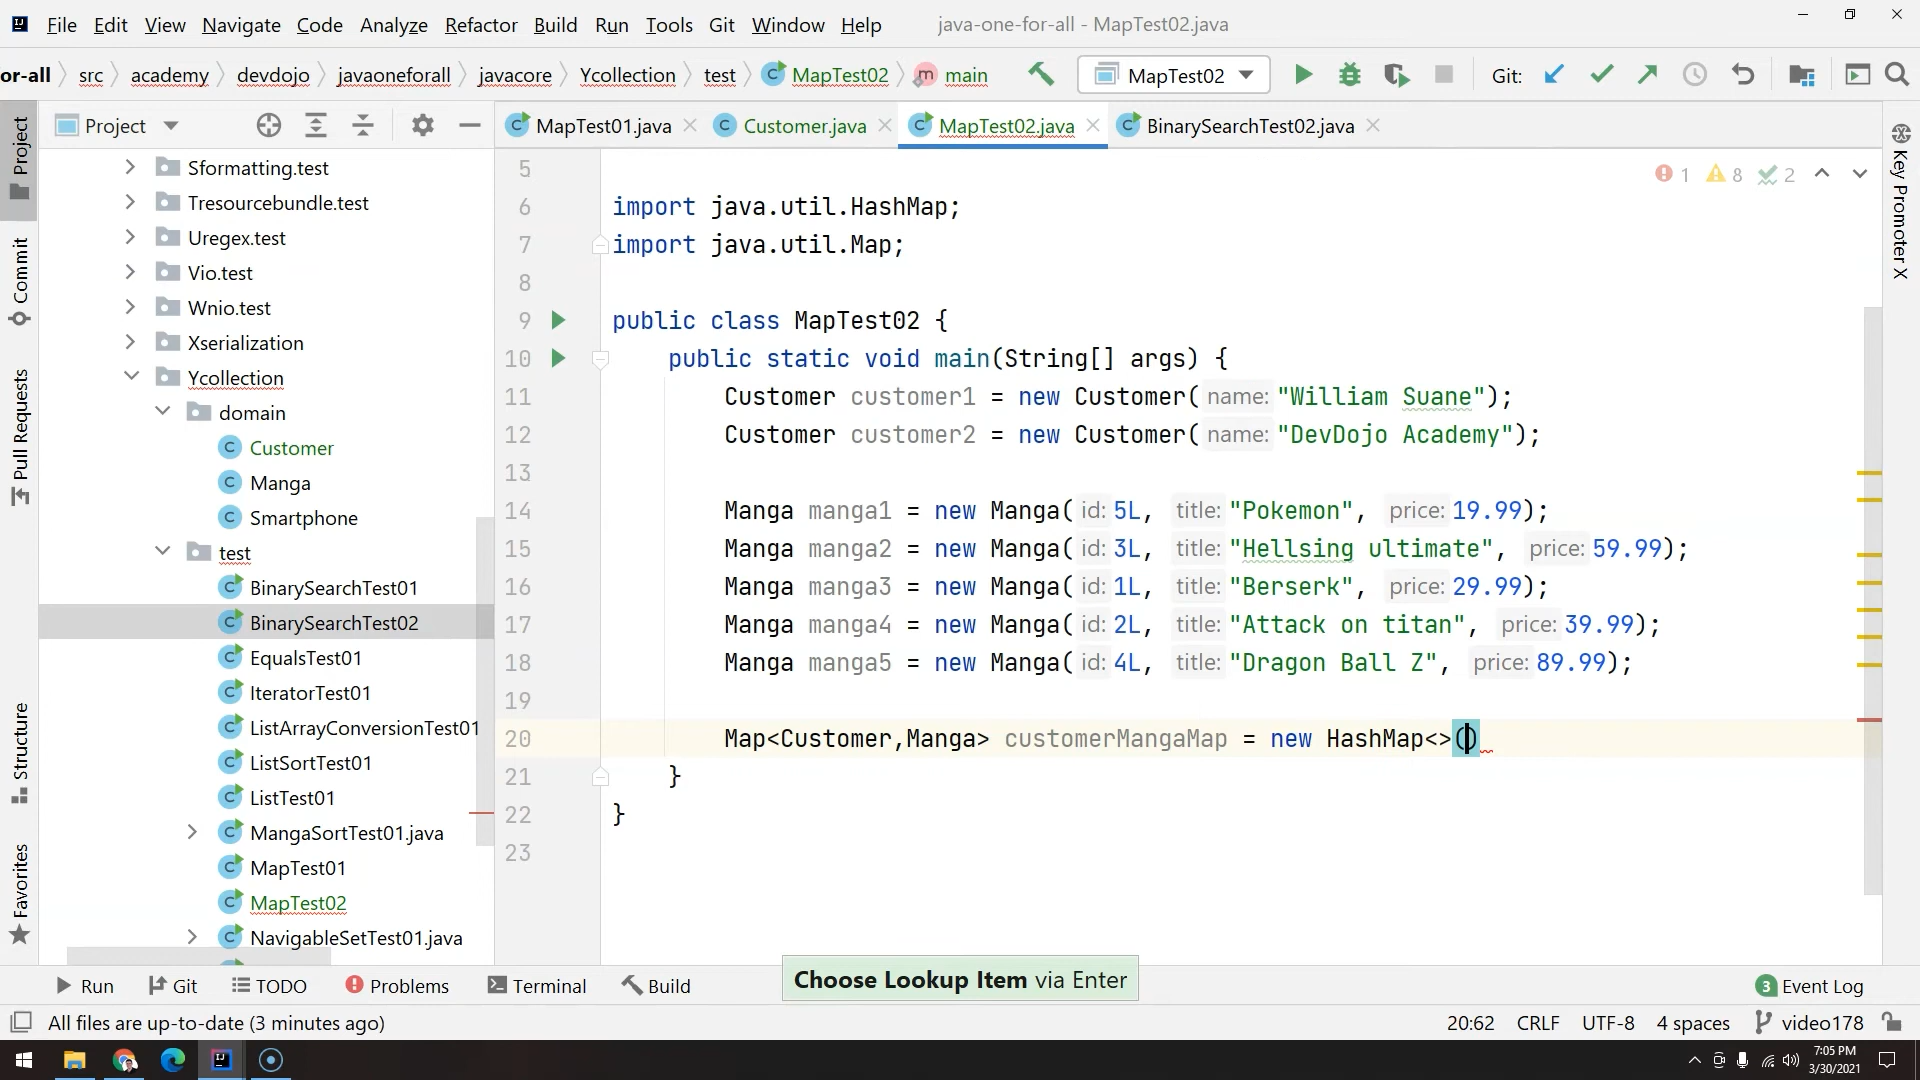 File Edit View Navigate Code Analyze Refactor Build Run Tools Git Window Help java-one-for-all - MapTest02.java
or-all src academy devdojo javaoneforall javacore Ycollection test MapTest02 main MapTest02 Git:
Project MapTest01.java Customer.java MapTest02.java BinarySearchTest02.java
Project
Commit
Pull Requests
Structure
Favorites
Sformatting.test
Tresourcebundle.test
Uregex.test
Vio.test
Wnio.test
Xserialization
Ycollection
domain
Customer
Manga
Smartphone
test
BinarySearchTest01
BinarySearchTest02
EqualsTest01
IteratorTest01
ListArrayConversionTest01
ListSortTest01
ListTest01
MangaSortTest01.java
MapTest01
MapTest02
NavigableSetTest01.java
1 8 2
5
6 import java.util.HashMap;
7 import java.util.Map;
8
9 public class MapTest02 {
10 public static void main(String[] args) {
11 Customer customer1 = new Customer( name: "William Suane");
12 Customer customer2 = new Customer( name: "DevDojo Academy");
13
14 Manga manga1 = new Manga( id: 5L, title: "Pokemon", price: 19.99);
15 Manga manga2 = new Manga( id: 3L, title: "Hellsing ultimate", price: 59.99);
16 Manga manga3 = new Manga( id: 1L, title: "Berserk", price: 29.99);
17 Manga manga4 = new Manga( id: 2L, title: "Attack on titan", price: 39.99);
18 Manga manga5 = new Manga( id: 4L, title: "Dragon Ball Z", price: 89.99);
19
20 Map<Customer,Manga> customerMangaMap = new HashMap<>()
21 }
22 }
23
Key Promoter X
Choose Lookup Item via Enter
Run Git TODO Problems Terminal Build 3 Event Log
All files are up-to-date (3 minutes ago) 20:62 CRLF UTF-8 4 spaces video178
7:05 PM
3/30/2021